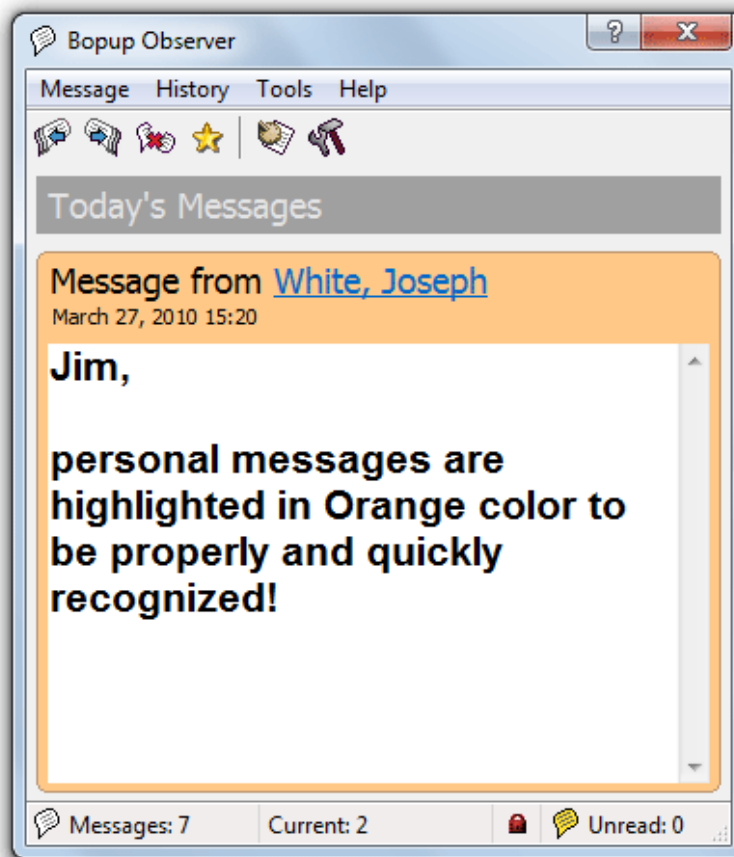 Bopup Observer
Message History Tools Help
Today's Messages
Message from White, Joseph
March 27, 2010 15:20
Jim,
personal messages are
highlighted in Orange color to
be properly and quickly
recognized!
Messages: 7 Current: 2 Unread: 0